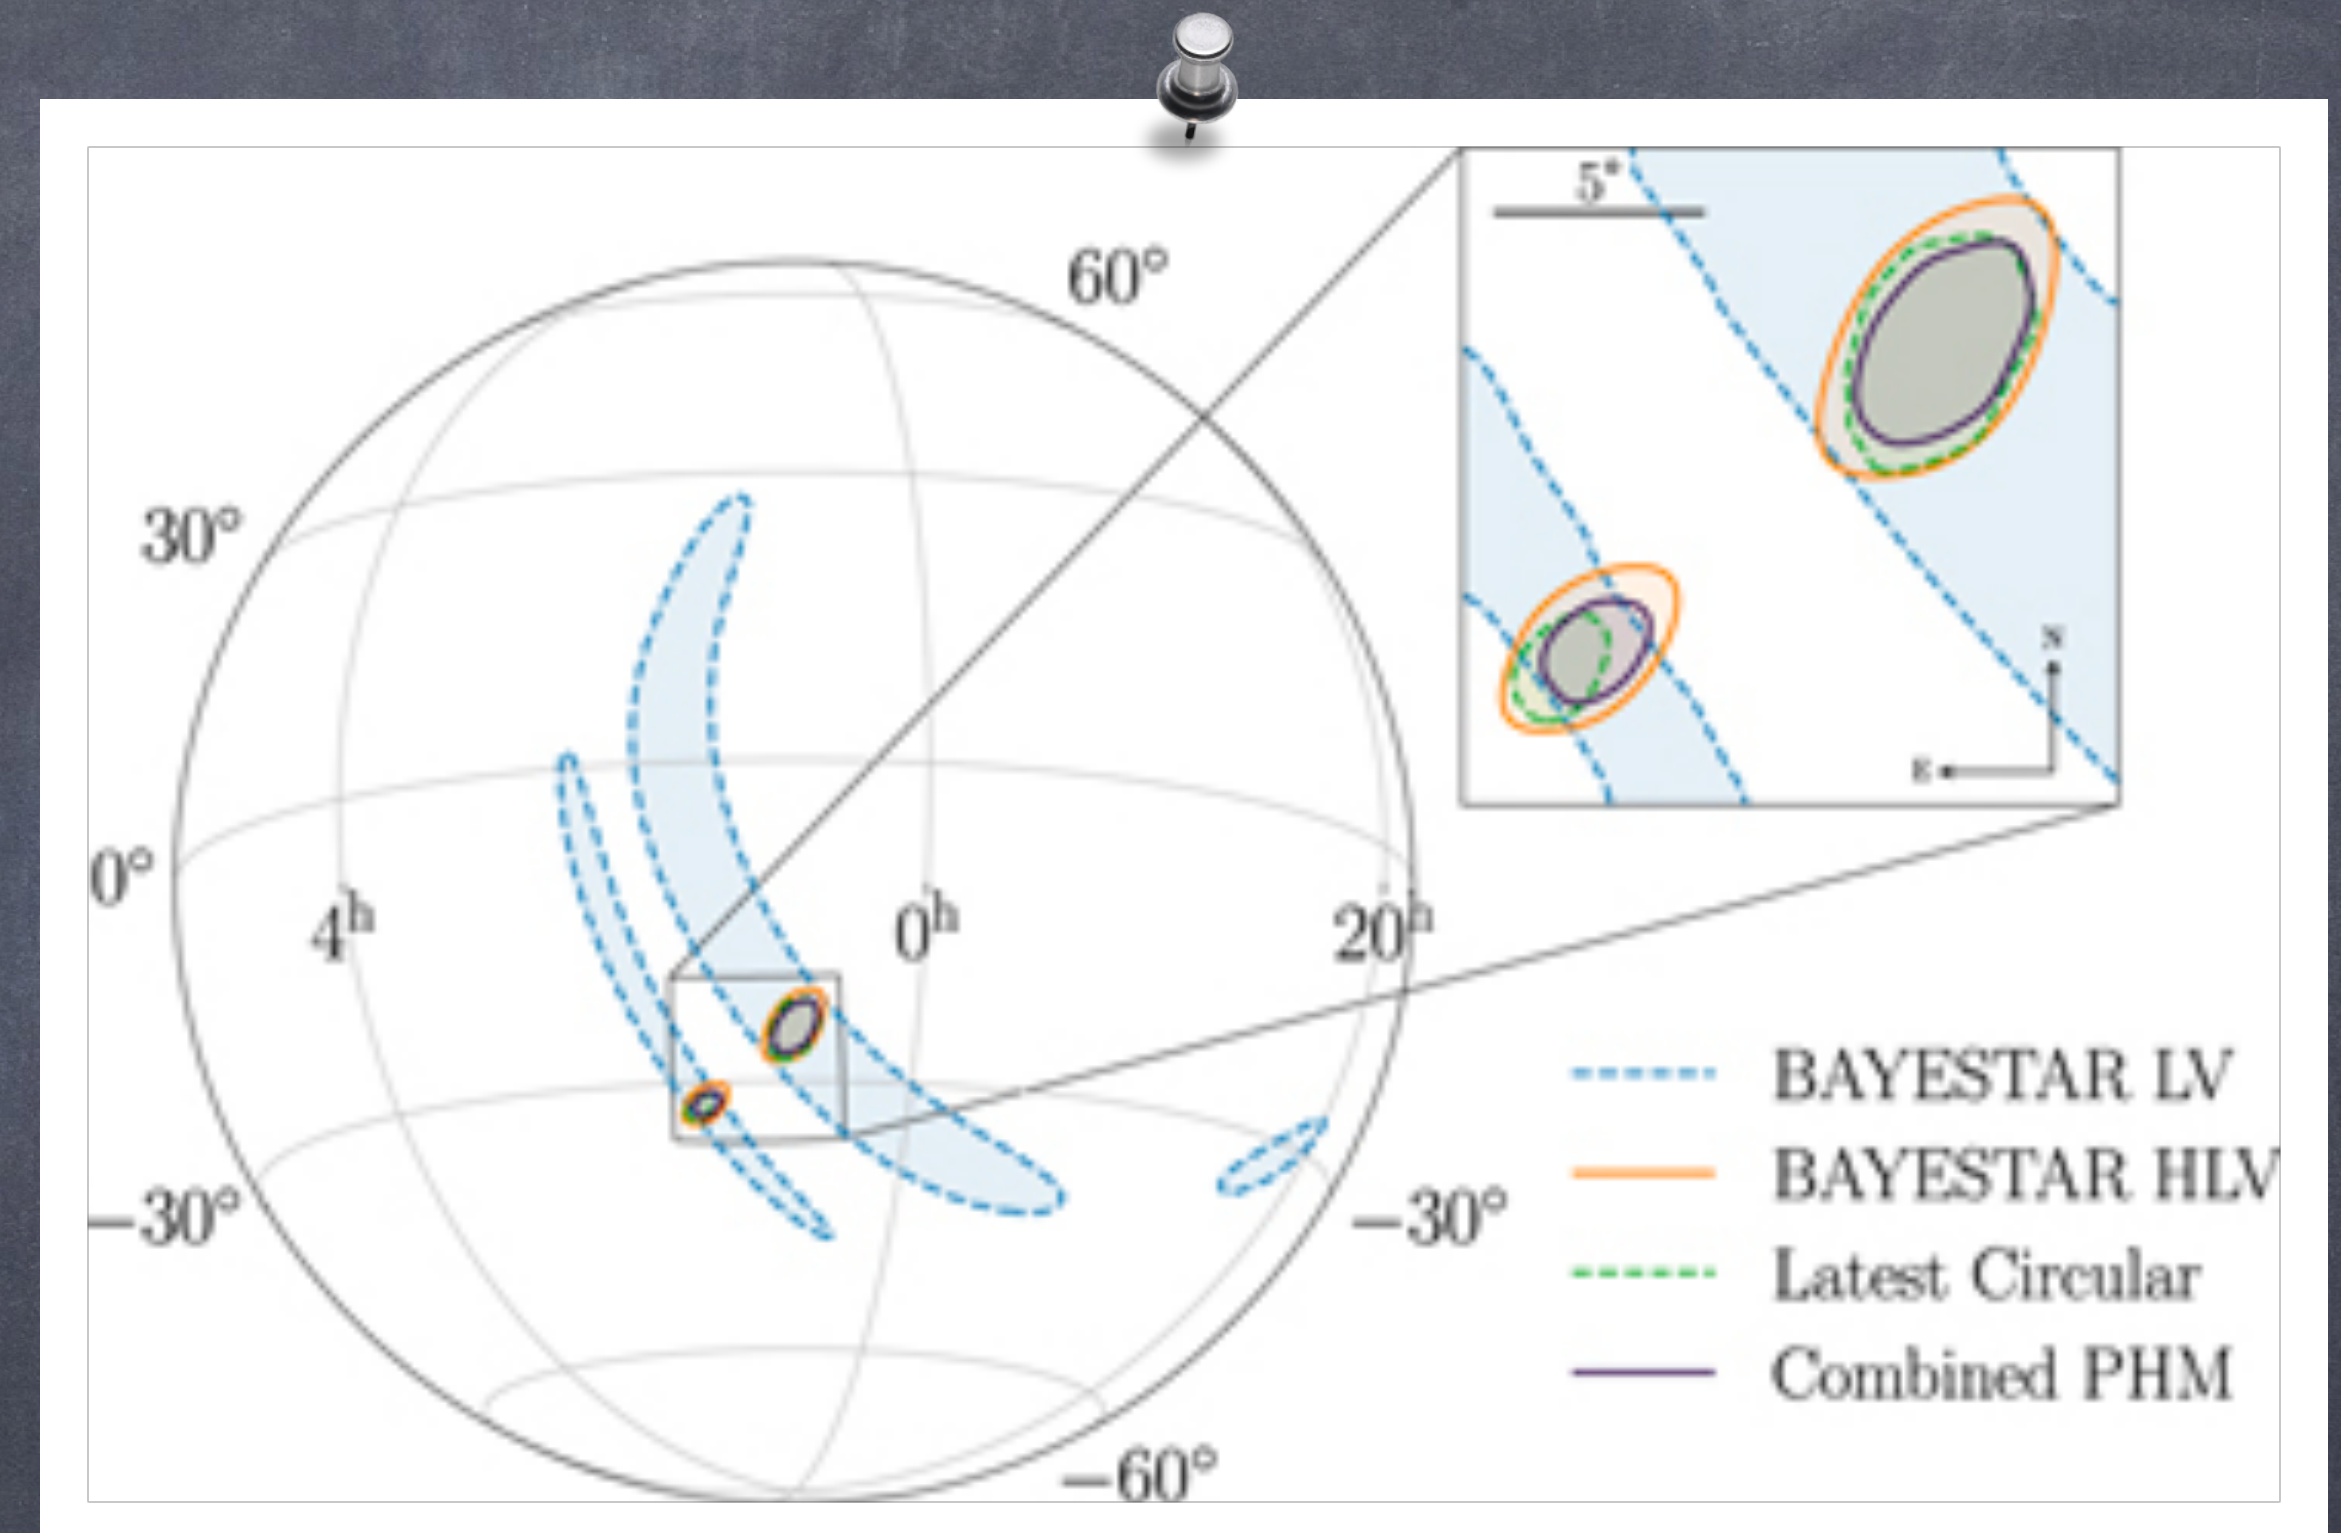 5°
60°
30°
N
E
0°
4h
0h
20h
BAYESTAR LV
−30°
−30°
BAYESTAR HLV
Latest Circular
Combined PHM
−60°